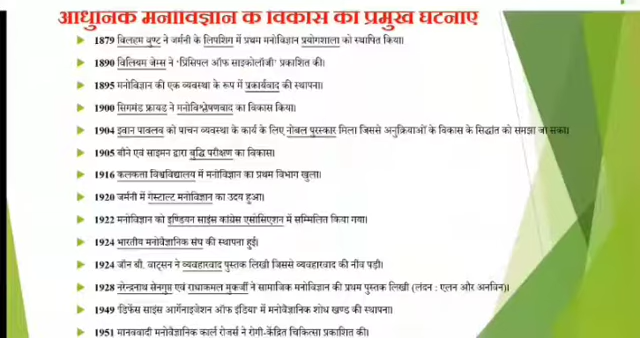 आधुनिक मनोविज्ञान के विकास की प्रमुख घटनाएँ
1879 विलहम वुण्ट ने जर्मनी के लिपज़िग में प्रथम मनोविज्ञान प्रयोगशाला को स्थापित किया।
1890 विलियम जेम्स ने 'प्रिंसिपल ऑफ साइकोलॉजी' प्रकाशित की।
1895 मनोविज्ञान की एक व्यवस्था के रूप में प्रकार्यवाद की स्थापना।
1900 सिगमंड फ्रायड ने मनोविश्लेषणवाद का विकास किया।
1904 इवान पावलव को पाचन व्यवस्था के कार्य के लिए नोबल पुरस्कार मिला जिससे अनुक्रियाओं के विकास के सिद्धांत को समझा जा सका।
1905 बीने एवं साइमन द्वारा बुद्धि परीक्षण का विकास।
1916 कलकत्ता विश्वविद्यालय में मनोविज्ञान का प्रथम विभाग खुला।
1920 जर्मनी में गेस्टाल्ट मनोविज्ञान का उदय हुआ।
1922 मनोविज्ञान को इण्डियन साइंस कांग्रेस एसोसिएशन में सम्मिलित किया गया।
1924 भारतीय मनोवैज्ञानिक संघ की स्थापना हुई।
1924 जॉन बी. वाट्सन ने व्यवहारवाद पुस्तक लिखी जिससे व्यवहारवाद की नींव पड़ी।
1928 नरेन्द्रनाथ सेनगुप्त एवं राधाकमल मुकर्जी ने सामाजिक मनोविज्ञान की प्रथम पुस्तक लिखी (लंदन : एलन और अनविन)।
1949 'डिफेंस साइंस आर्गेनाइजेशन ऑफ इंडिया' में मनोवैज्ञानिक शोध खण्ड की स्थापना।
1951 मानववादी मनोवैज्ञानिक कार्ल रोजर्स ने रोगी-केंद्रित चिकित्सा प्रकाशित की।